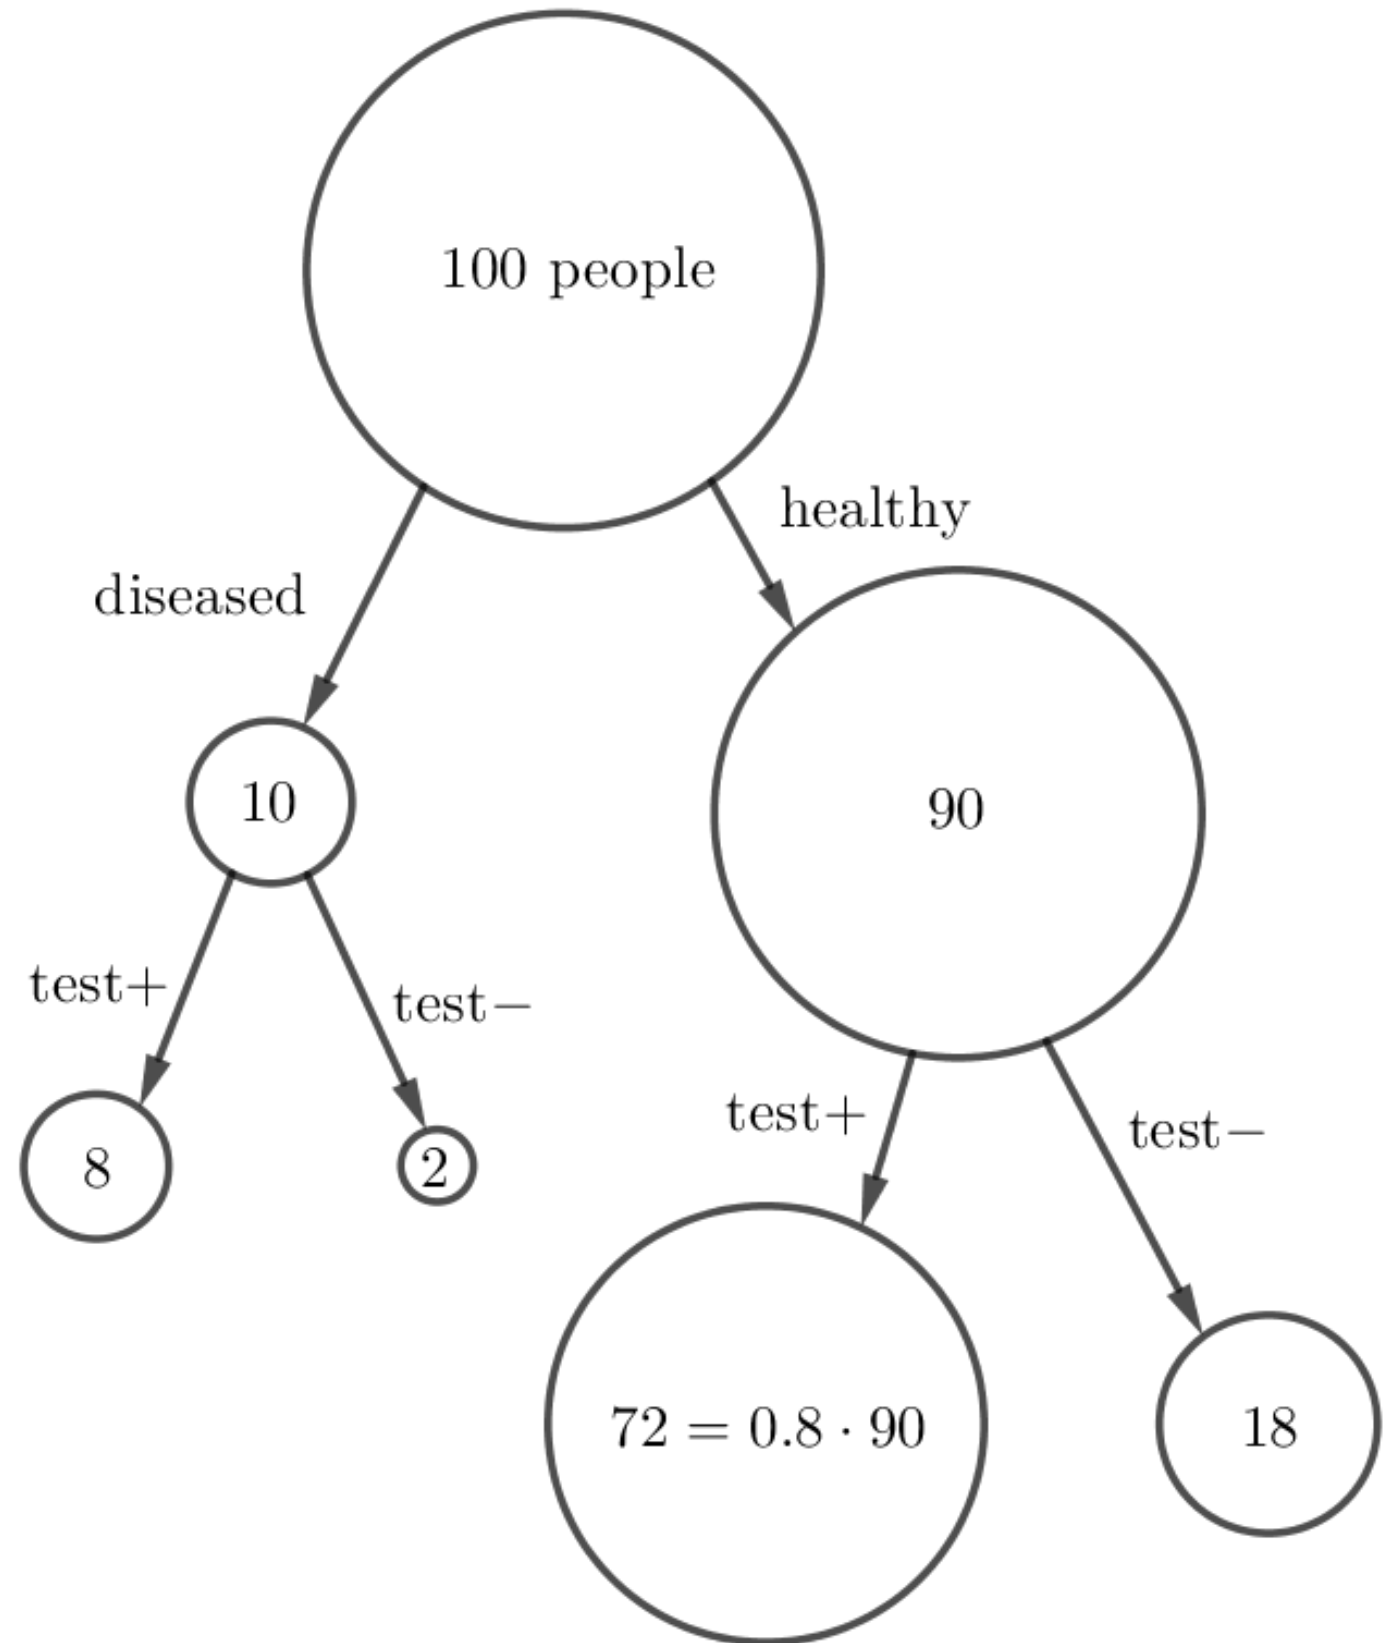 100 people
healthy
diseased
10
90
test+
test−
test+
test−
8
2
72 = 0.8 · 90
18